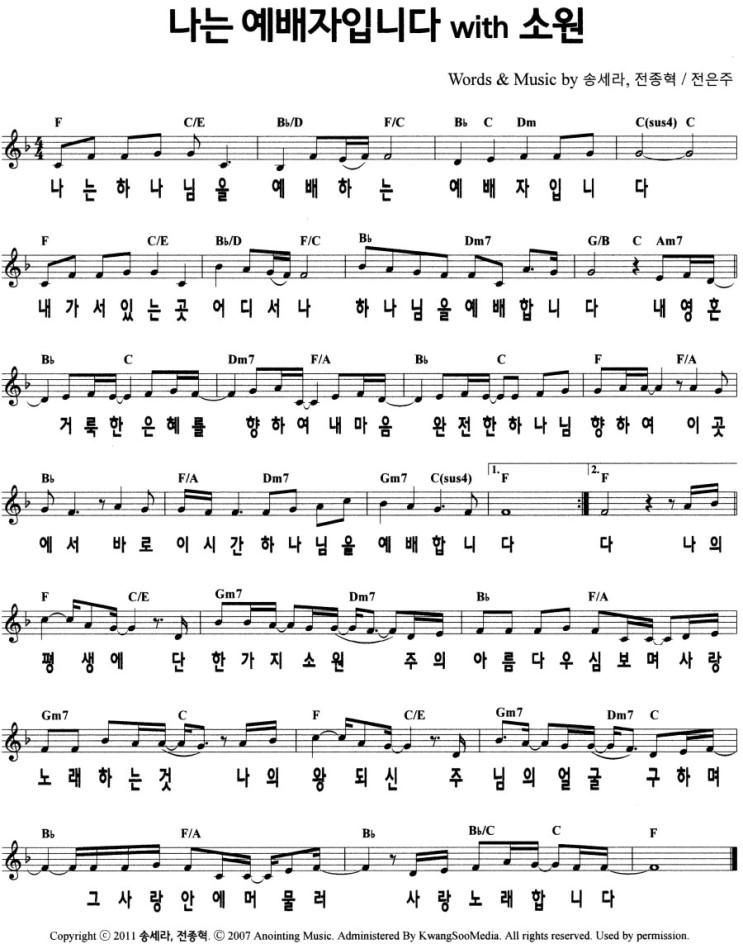 나는 예배자입니다 with 소원
Words & Music by 송세라, 전종혁 / 전은주
F C/E B♭/D F/C B♭ C Dm C(sus4) C
나 는 하 나 님 을 예 배 하 는 예 배 자 입 니 다
F C/E B♭/D F/C B♭ Dm7 G/B C Am7
내 가 서 있 는 곳 어 디 서 나 하 나 님 을 예 배 합 니 다 내 영 혼
B♭ C Dm7 F/A B♭ C F F/A
거 룩 한 은 혜 를 향 하 여 내 마 음 완 전 한 하 나 님 향 하 여 이 곳
B♭ F/A Dm7 Gm7 C(sus4) 1. F 2. F
에 서 바 로 이 시 간 하 나 님 을 예 배 합 니 다 다 나 의
F C/E Gm7 Dm7 B♭ F/A
평 생 에 단 한 가 지 소 원 주 의 아 름 다 우 심 보 며 사 랑
Gm7 C F C/E Gm7 Dm7 C
노 래 하 는 것 나 의 왕 되 신 주 님 의 얼 굴 구 하 며
B♭ F/A B♭ B♭/C C F
그 사 랑 안 에 머 물 러 사 랑 노 래 합 니 다
Copyright ⓒ 2011 송세라, 전종혁. Ⓒ 2007 Anointing Music. Administered By KwangSooMedia. All rights reserved. Used by permission.